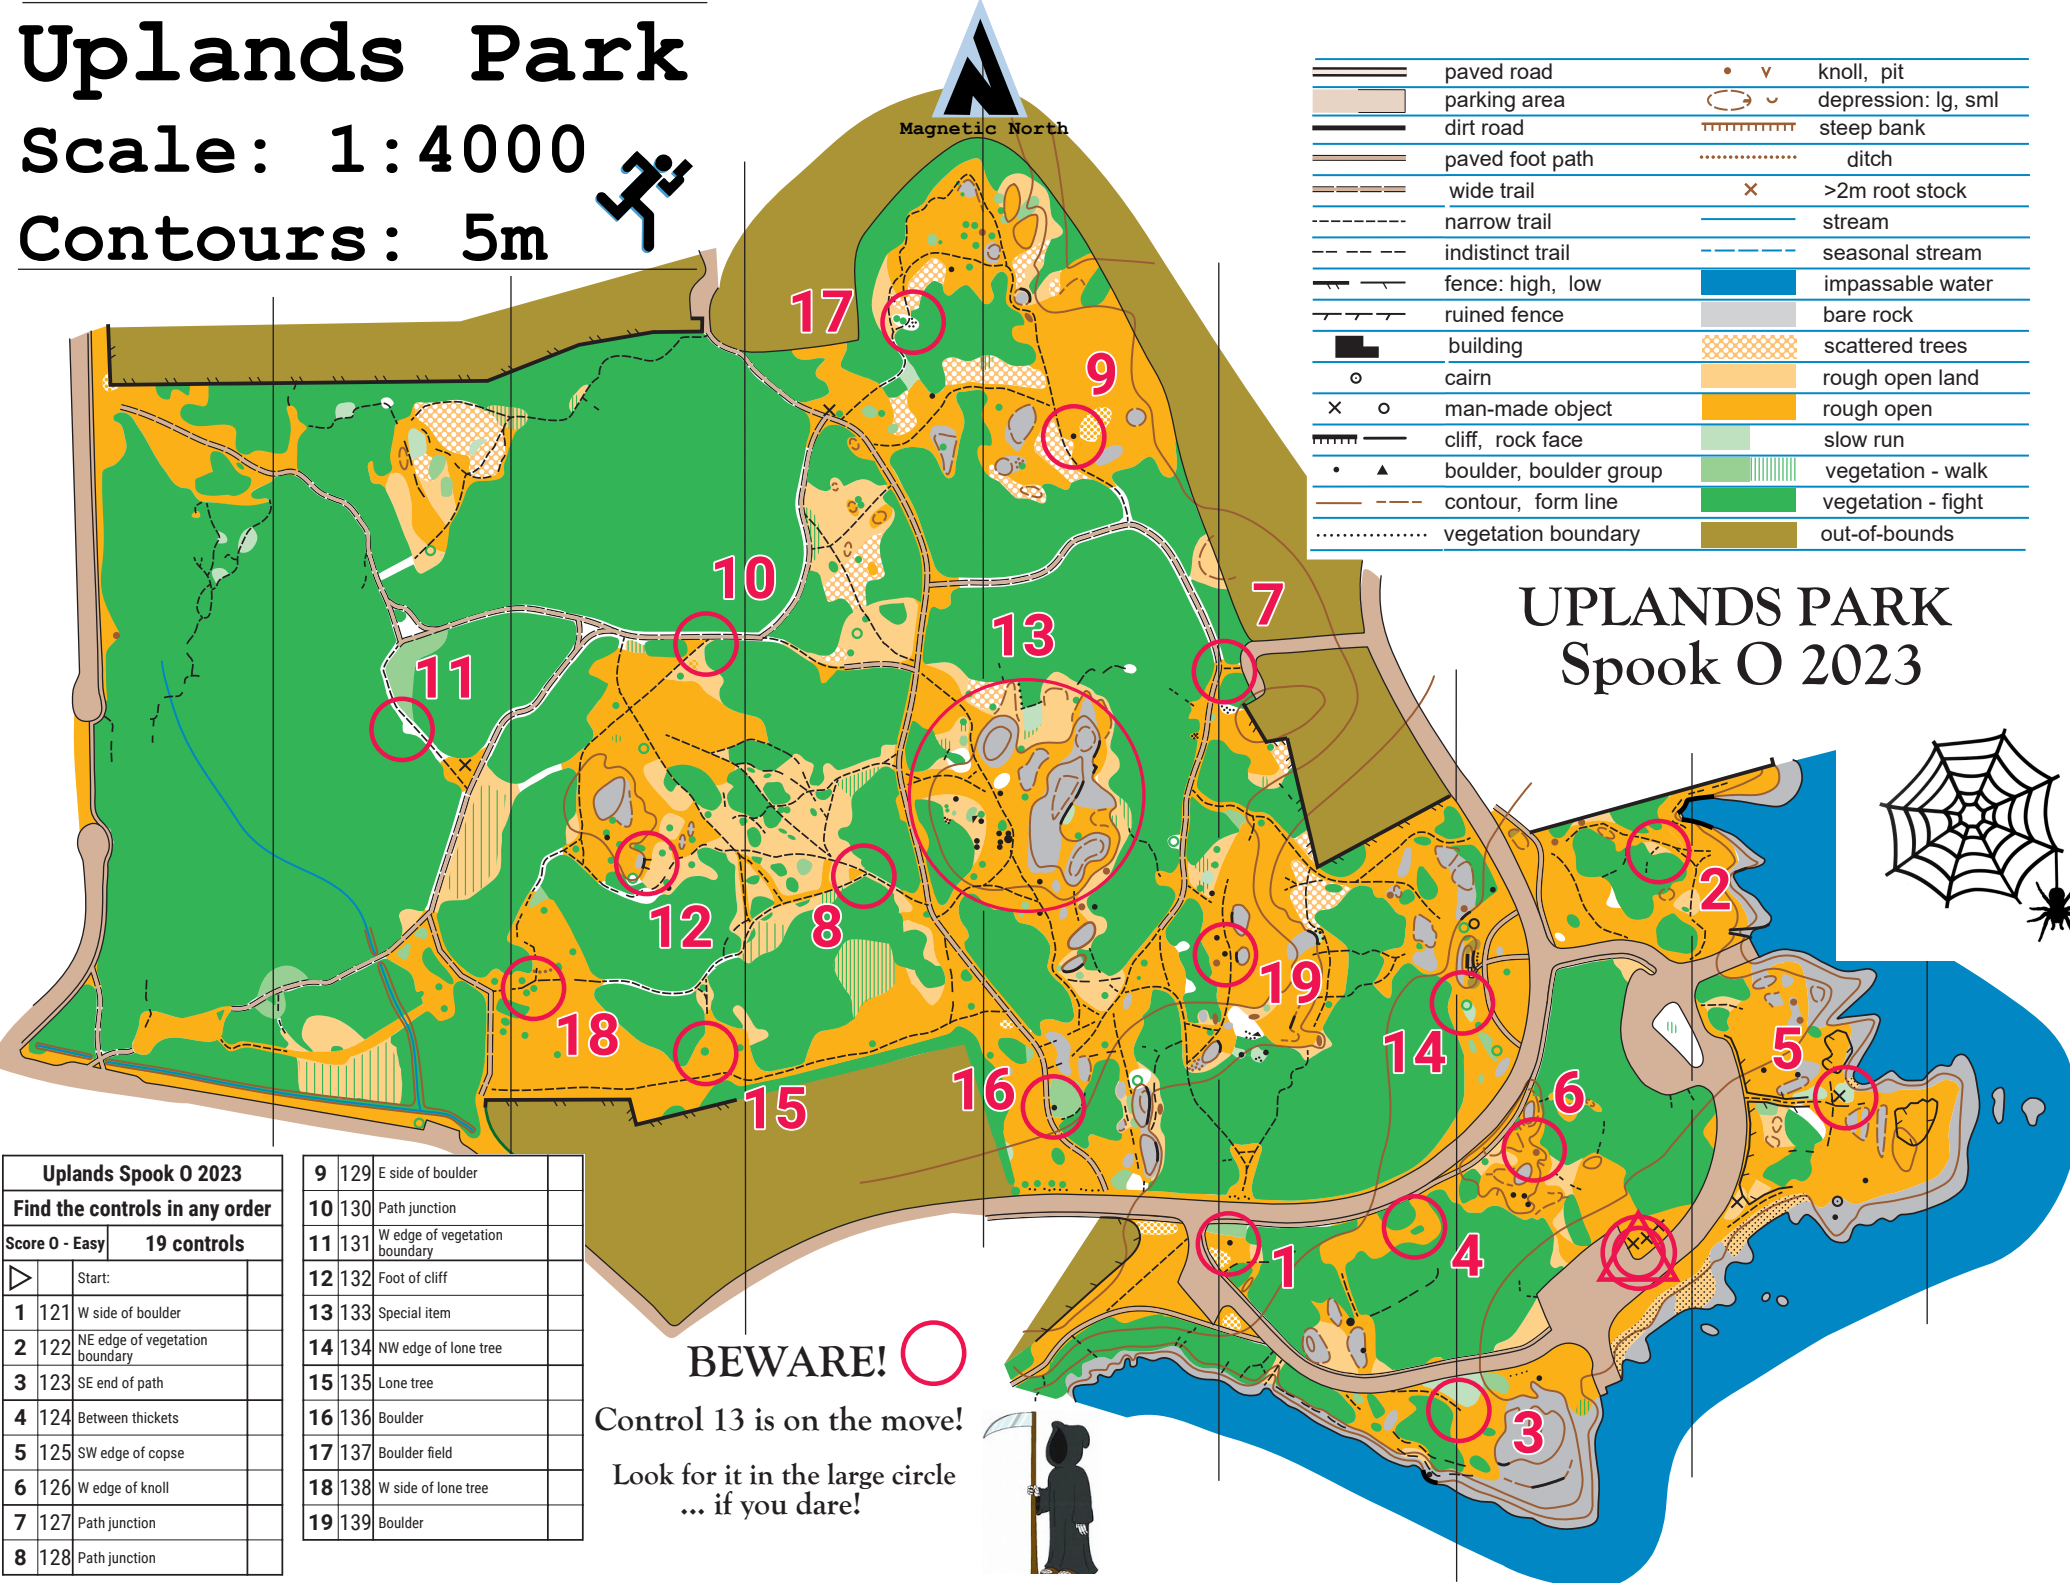 Uplands Park
Scale: 1:4000
Contours: 5m
Magnetic North
paved road
parking area
dirt road
paved foot path
wide trail
narrow trail
indistinct trail
fence: high, low
ruined fence
building
cairn
man-made object
cliff, rock face
boulder, boulder group
contour, form line
vegetation boundary
knoll, pit
depression: lg, sml
steep bank
ditch
>2m root stock
stream
seasonal stream
impassable water
bare rock
scattered trees
rough open land
rough open
slow run
vegetation - walk
vegetation - fight
out-of-bounds
UPLANDS PARK
Spook O 2023
17
9
10
7
13
11
2
12
8
19
18
14
5
15
16
6
1
4
3
Uplands Spook O 2023
Find the controls in any order
Score O - Easy 19 controls
Start:
1 121 W side of boulder
2 122 NE edge of vegetation
boundary
3 123 SE end of path
4 124 Between thickets
5 125 SW edge of copse
6 126 W edge of knoll
7 127 Path junction
8 128 Path junction
9 129 E side of boulder
10 130 Path junction
11 131 W edge of vegetation
boundary
12 132 Foot of cliff
13 133 Special item
14 134 NW edge of lone tree
15 135 Lone tree
16 136 Boulder
17 137 Boulder field
18 138 W side of lone tree
19 139 Boulder
BEWARE!
Control 13 is on the move!
Look for it in the large circle
... if you dare!